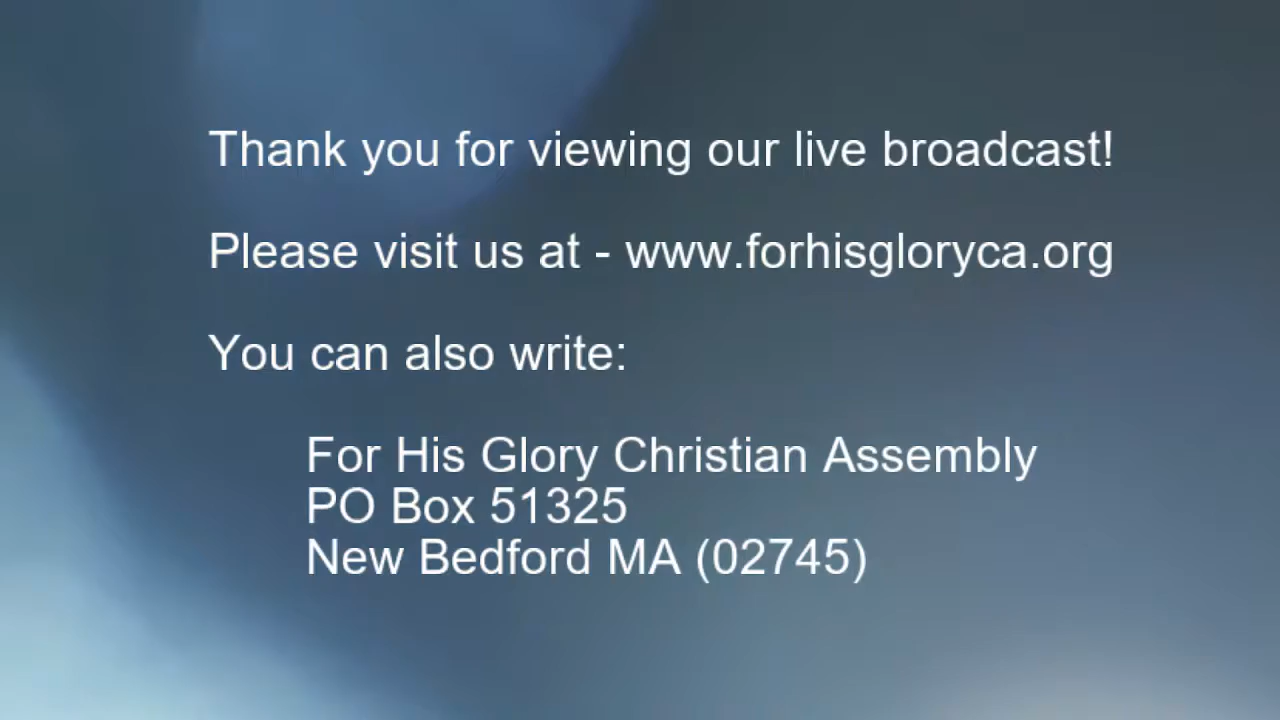 Thank you for viewing our live broadcast!
Please visit us at - www.forhisgloryca.org
You can also write:
For His Glory Christian Assembly
PO Box 51325
New Bedford MA (02745)